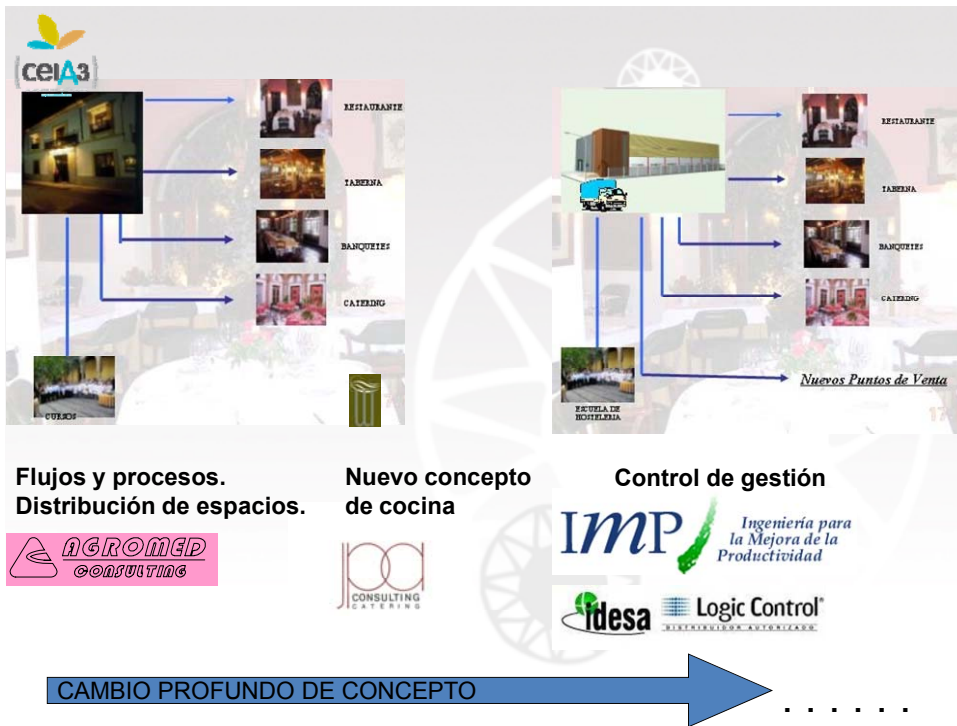 ceiA3
RESTAURANTE
TABERNA
BANQUETES
CATERING
CURSOS
RESTAURANTE
TABERNA
BANQUETES
CATERING
Nuevos Puntos de Venta
ESCUELA DE
HOSTELERIA
17
Flujos y procesos.
Distribución de espacios.
AGROMED
CONSULTING
Nuevo concepto
de cocina
jpa
CONSULTING
CATERING
Control de gestión
IMP
Ingeniería para
la Mejora de la
Productividad
idesa
Logic Control®
DISTRIBUIDOR AUTORIZADO
CAMBIO PROFUNDO DE CONCEPTO
. . . . . .